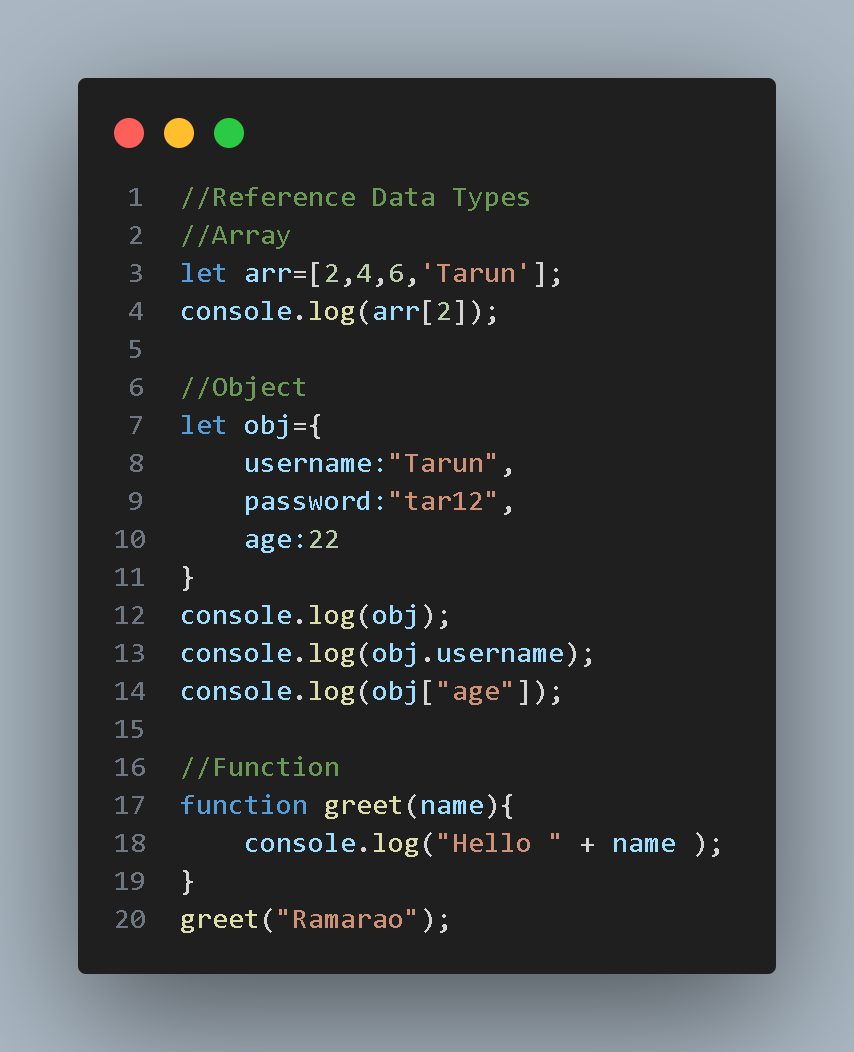 1 //Reference Data Types
2 //Array
3 let arr=[2,4,6,'Tarun'];
4 console.log(arr[2]);
5
6 //Object
7 let obj={
8     username:"Tarun",
9     password:"tar12",
10     age:22
11 }
12 console.log(obj);
13 console.log(obj.username);
14 console.log(obj["age"]);
15
16 //Function
17 function greet(name){
18     console.log("Hello " + name );
19 }
20 greet("Ramarao");